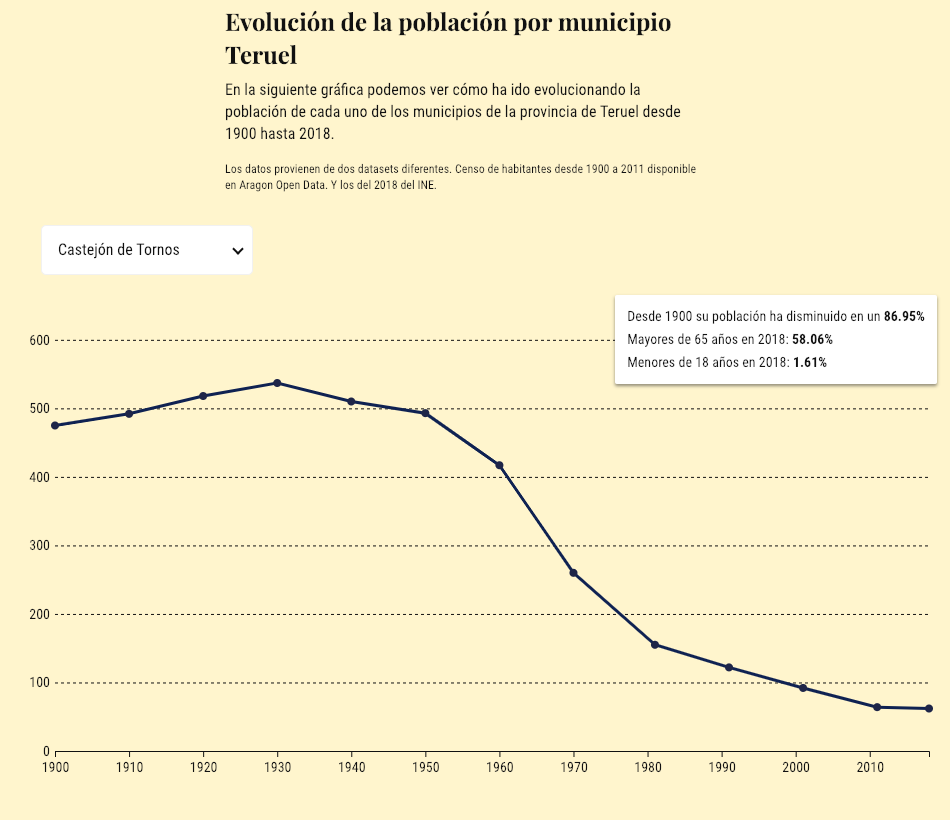 Evolución de la población por municipio
Teruel
En la siguiente gráfica podemos ver cómo ha ido evolucionando la
población de cada uno de los municipios de la provincia de Teruel desde
1900 hasta 2018.
Los datos provienen de dos datasets diferentes. Censo de habitantes desde 1900 a 2011 disponible
en Aragon Open Data. Y los del 2018 del INE.
Castejón de Tornos
Desde 1900 su población ha disminuido en un 86.95%
Mayores de 65 años en 2018: 58.06%
Menores de 18 años en 2018: 1.61%
600
500
400
300
200
100
0
1900 1910 1920 1930 1940 1950 1960 1970 1980 1990 2000 2010